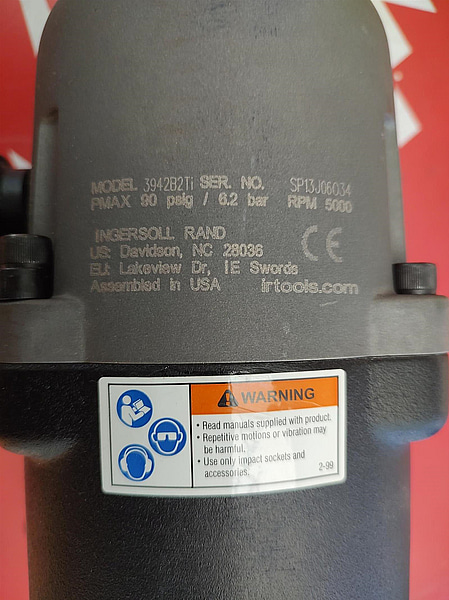 MODEL 3942B2Ti SER. NO. SP13J06034
PMAX 90 psig / 6.2 bar RPM 5000
INGERSOLL RAND
US: Davidson, NC 28036
EU: Lakeview Dr, IE Swords
Assembled in USA irtools.com
CE
WARNING
• Read manuals supplied with product.
• Repetitive motions or vibration may
be harmful.
• Use only impact sockets and
accessories.
2-99